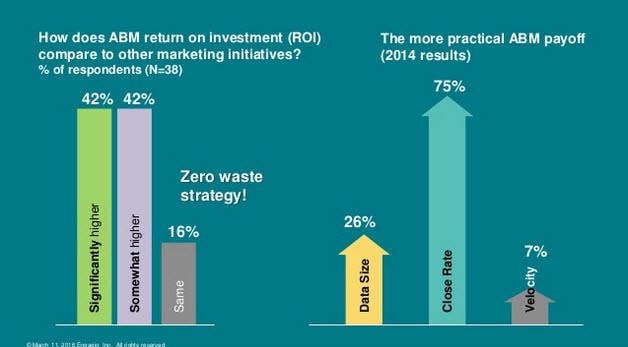 How does ABM return on investment (ROI)
compare to other marketing initiatives?
% of respondents (N=38)
42% 42%
Zero waste
strategy!
16%
Significantly higher
Somewhat higher
Same
The more practical ABM payoff
(2014 results)
75%
26%
7%
Data Size
Close Rate
Velocity
© March 11, 2016 Engagio, Inc. All rights reserved